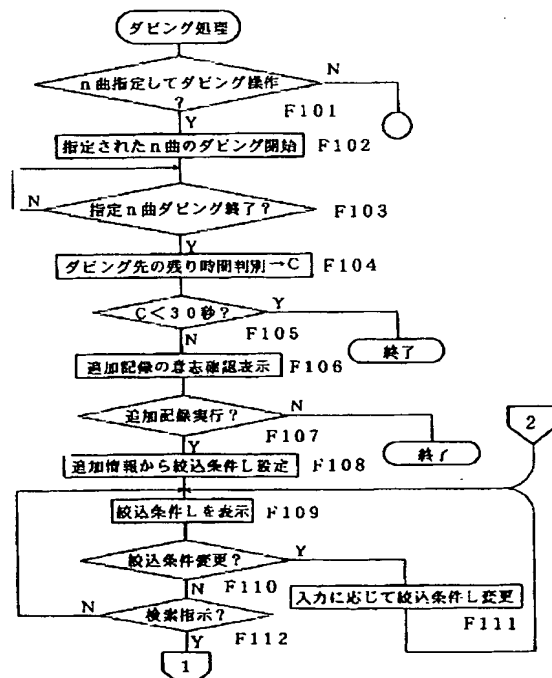 ダビング処理
n曲指定してダビング操作
?
N
F101
Y
指定されたn曲のダビング開始
F102
N
指定n曲ダビング終了?
F103
Y
ダビング先の残り時間判別→C
F104
C<30秒?
Y
F105
終了
N
追加記録の意志確認表示
F106
追加記録実行?
N
F107
終了
2
Y
追加情報から絞込条件L設定
F108
絞込条件Lを表示
F109
絞込条件変更?
Y
N
F110
入力に応じて絞込条件L変更
F111
N
検索指示?
Y
F112
1